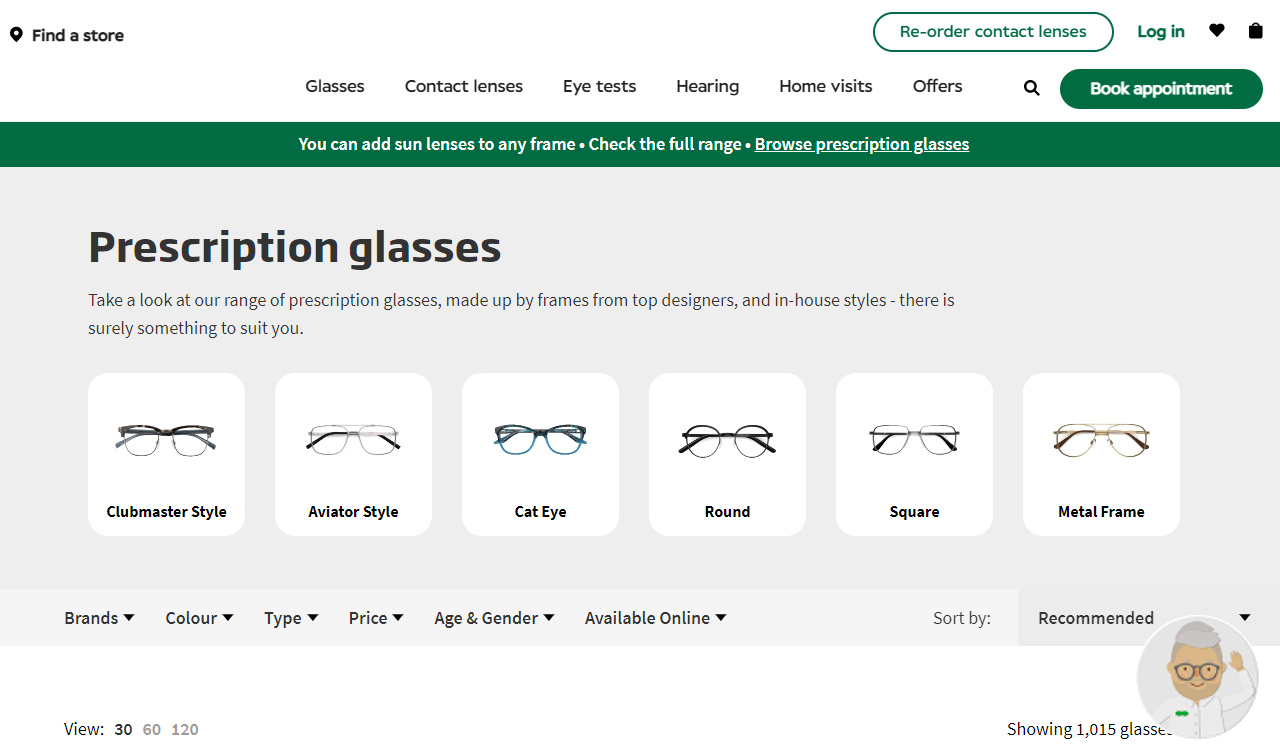 Find a store
Re-order contact lenses
Log in
Glasses
Contact lenses
Eye tests
Hearing
Home visits
Offers
Book appointment
You can add sun lenses to any frame • Check the full range • Browse prescription glasses
Prescription glasses
Take a look at our range of prescription glasses, made up by frames from top designers, and in-house styles - there is
surely something to suit you.
Clubmaster Style
Aviator Style
Cat Eye
Round
Square
Metal Frame
Brands
Colour
Type
Price
Age & Gender
Available Online
Sort by:
Recommended
View: 30 60 120
Showing 1,015 glasses